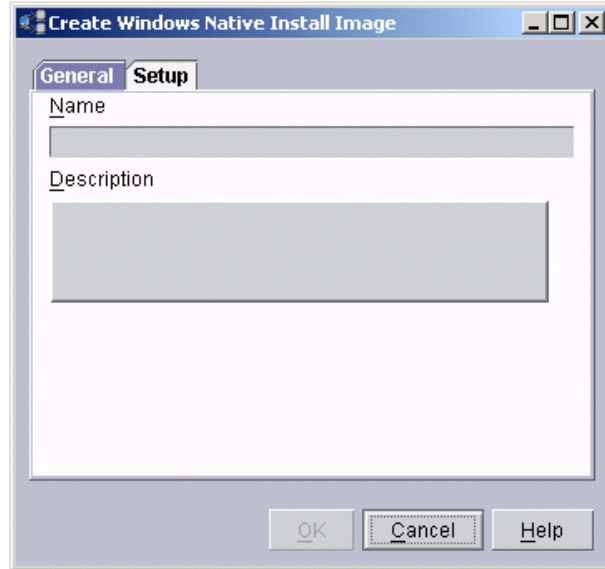 Create Windows Native Install Image
General Setup
Name
Description
OK Cancel Help